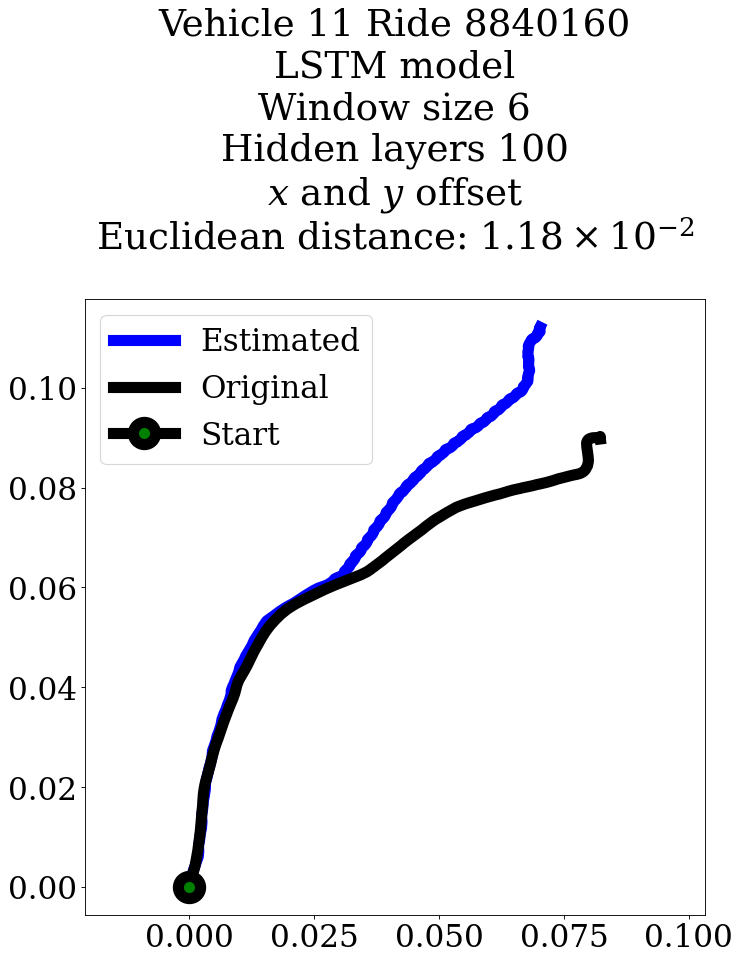 Vehicle 11 Ride 8840160
LSTM model
Window size 6
Hidden layers 100
x and y offset
Euclidean distance: 1.18 × 10⁻²
Estimated
Original
Start
0.10
0.08
0.06
0.04
0.02
0.00
0.000 0.025 0.050 0.075 0.100